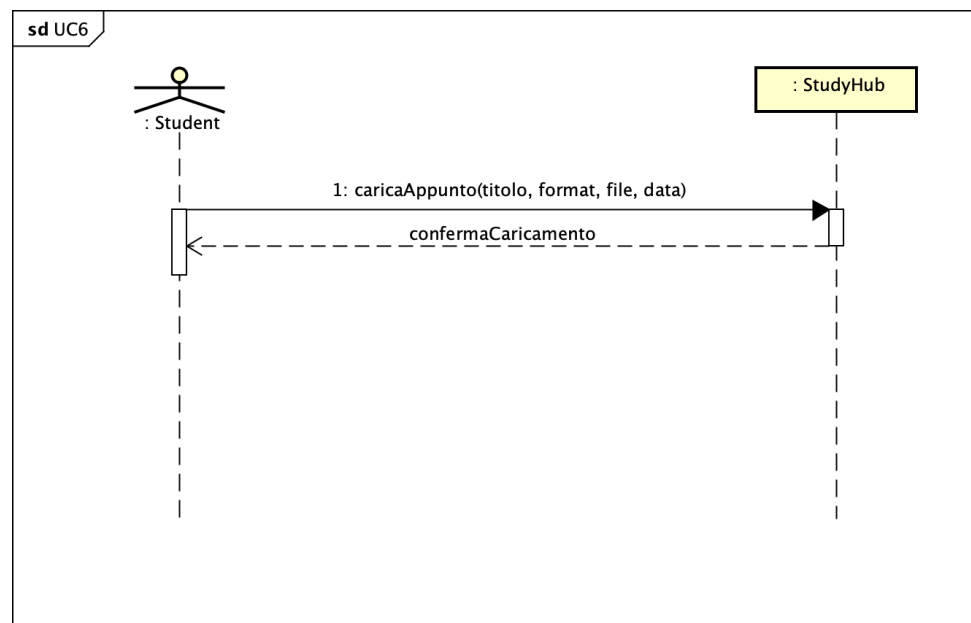 sd UC6
: Student
: StudyHub
1: caricaAppunto(titolo, format, file, data)
confermaCaricamento